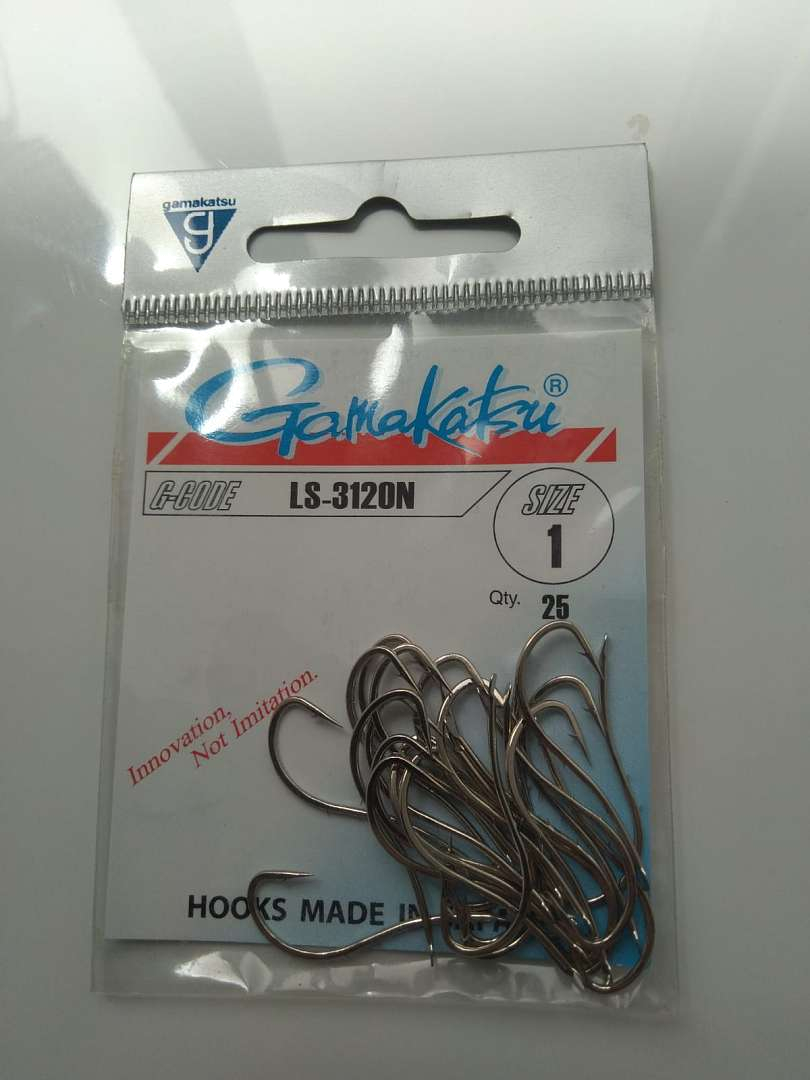 gamakatsu
g
Gamakatsu®
G-CODE LS-3120N
SIZE
1
Qty. 25
Innovation,
Not Imitation.
HOOKS MADE IN